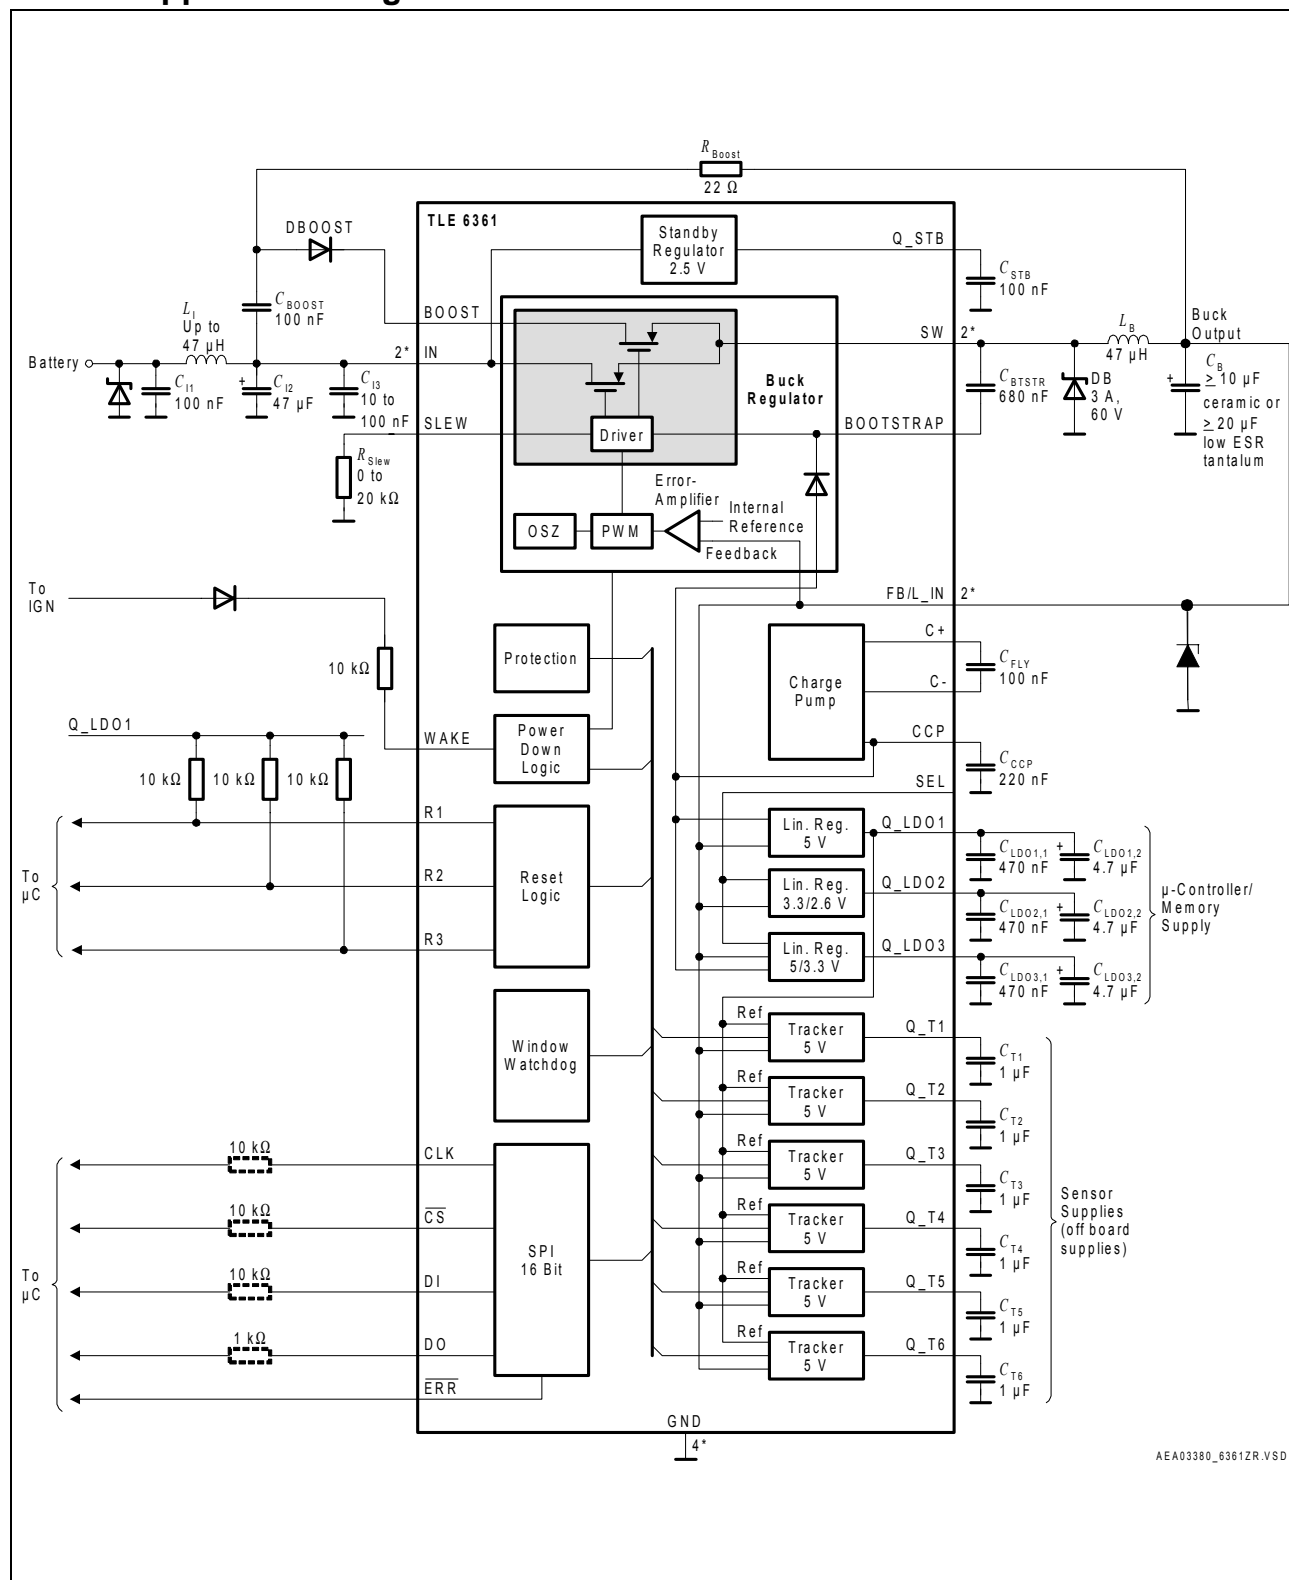 R Boost
22 Ω
TLE 6361
DBOOST
Standby
Regulator
2.5 V
Q_STB
C STB
100 nF
C BOOST
100 nF
L I
Up to
47 µH
BOOST
Battery
2* IN
SW 2*
L B
47 µH
Buck
Output
C I1
100 nF
+
C I2
47 µF
C I3
10 to
100 nF
Buck
Regulator
C BTSTR
680 nF
DB
3 A,
60 V
+
C B
≥ 10 µF
ceramic or
≥ 20 µF
low ESR
tantalum
SLEW
Driver
BOOTSTRAP
R Slew
0 to
20 kΩ
Error-
Amplifier
Internal
Reference
OSZ
PWM
Feedback
To
IGN
FB/L_IN 2*
10 kΩ
Protection
Charge
Pump
C+
C-
C FLY
100 nF
Q_LDO1
WAKE
Power
Down
Logic
CCP
C CCP
220 nF
10 kΩ 10 kΩ 10 kΩ
SEL
R1
Lin. Reg.
5 V
Q_LDO1
C LDO1,1
470 nF
+
C LDO1,2
4.7 µF
To
µC
R2
Reset
Logic
Lin. Reg.
3.3/2.6 V
Q_LDO2
C LDO2,1
470 nF
+
C LDO2,2
4.7 µF
µ-Controller/
Memory
Supply
R3
Lin. Reg.
5/3.3 V
Q_LDO3
C LDO3,1
470 nF
+
C LDO3,2
4.7 µF
Window
Watchdog
Ref
Tracker
5 V
Q_T1
C T1
1 µF
Ref
Tracker
5 V
Q_T2
C T2
1 µF
10 kΩ
CLK
Ref
Tracker
5 V
Q_T3
C T3
1 µF
10 kΩ
CS
SPI
16 Bit
Ref
Tracker
5 V
Q_T4
C T4
1 µF
Sensor
Supplies
(off board
supplies)
To
µC
10 kΩ
DI
Ref
Tracker
5 V
Q_T5
C T5
1 µF
1 kΩ
DO
Ref
Tracker
5 V
Q_T6
C T6
1 µF
ERR
GND
4*
AEA03380_6361ZR.VSD